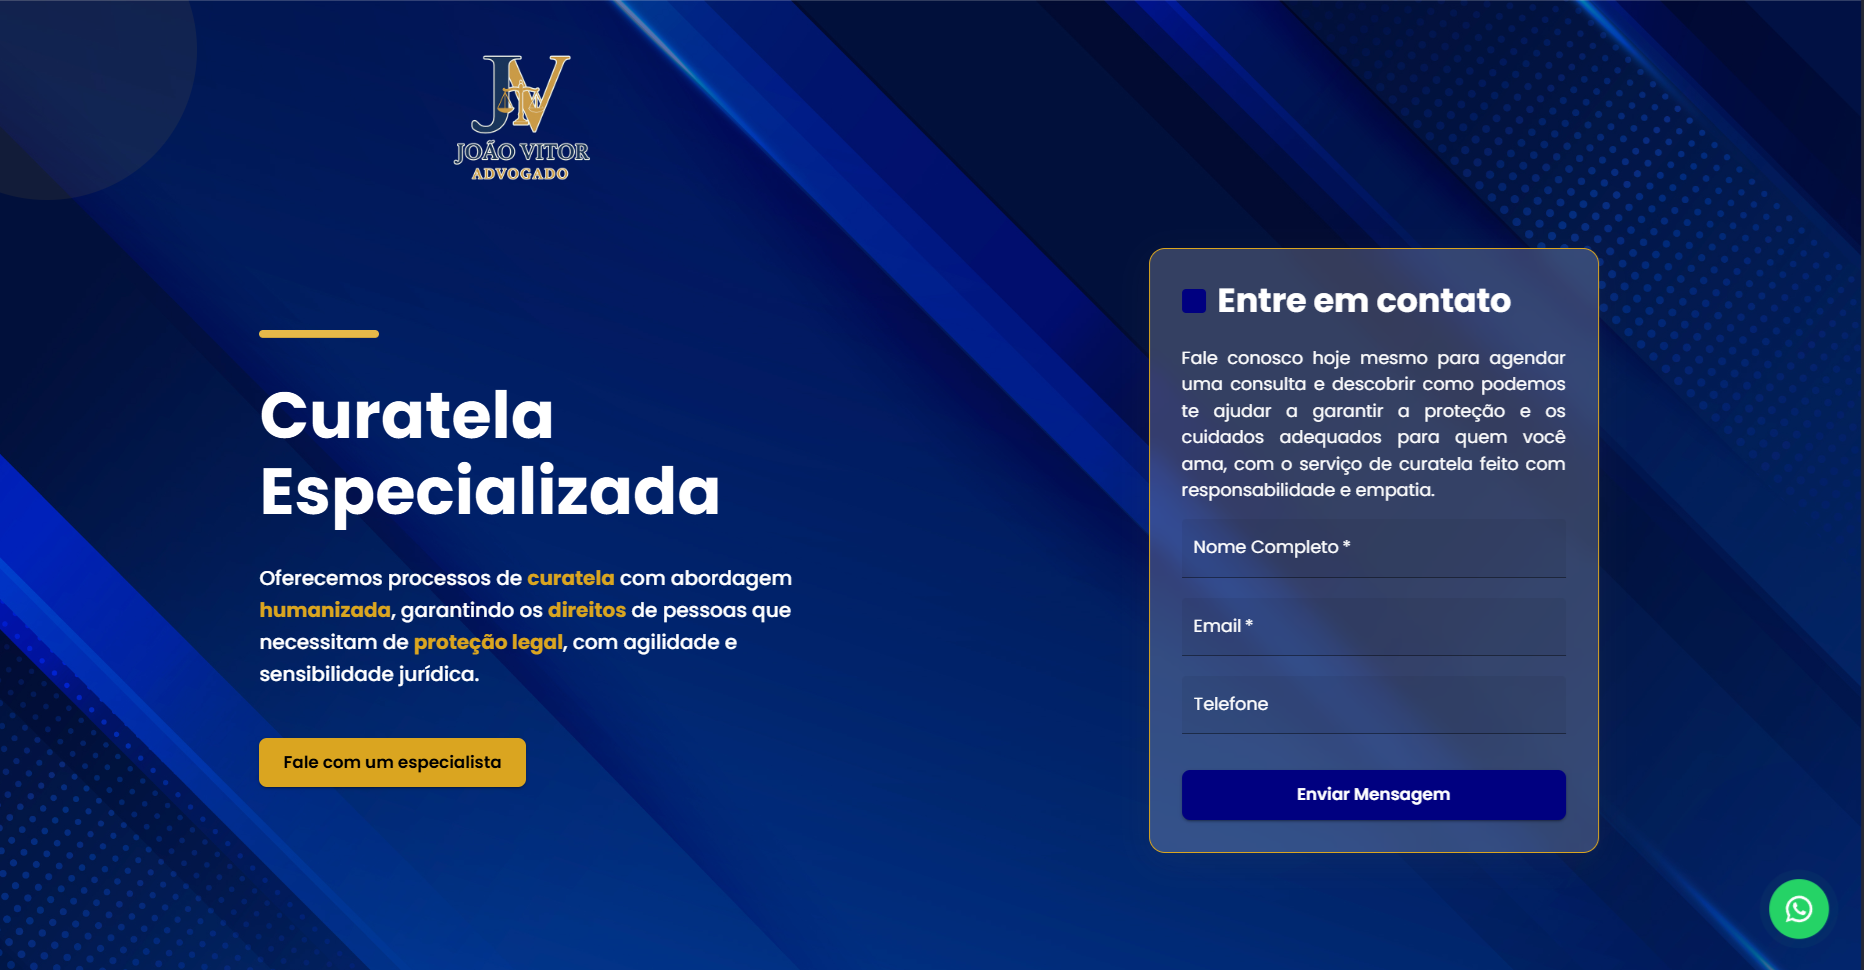 JV
JOÃO VITOR
ADVOGADO
Curatela
Especializada
Oferecemos processos de curatela com abordagem
humanizada, garantindo os direitos de pessoas que
necessitam de proteção legal, com agilidade e
sensibilidade jurídica.
Fale com um especialista
Entre em contato
Fale conosco hoje mesmo para agendar
uma consulta e descobrir como podemos
te ajudar a garantir a proteção e os
cuidados adequados para quem você
ama, com o serviço de curatela feito com
responsabilidade e empatia.
Nome Completo *
Email *
Telefone
Enviar Mensagem